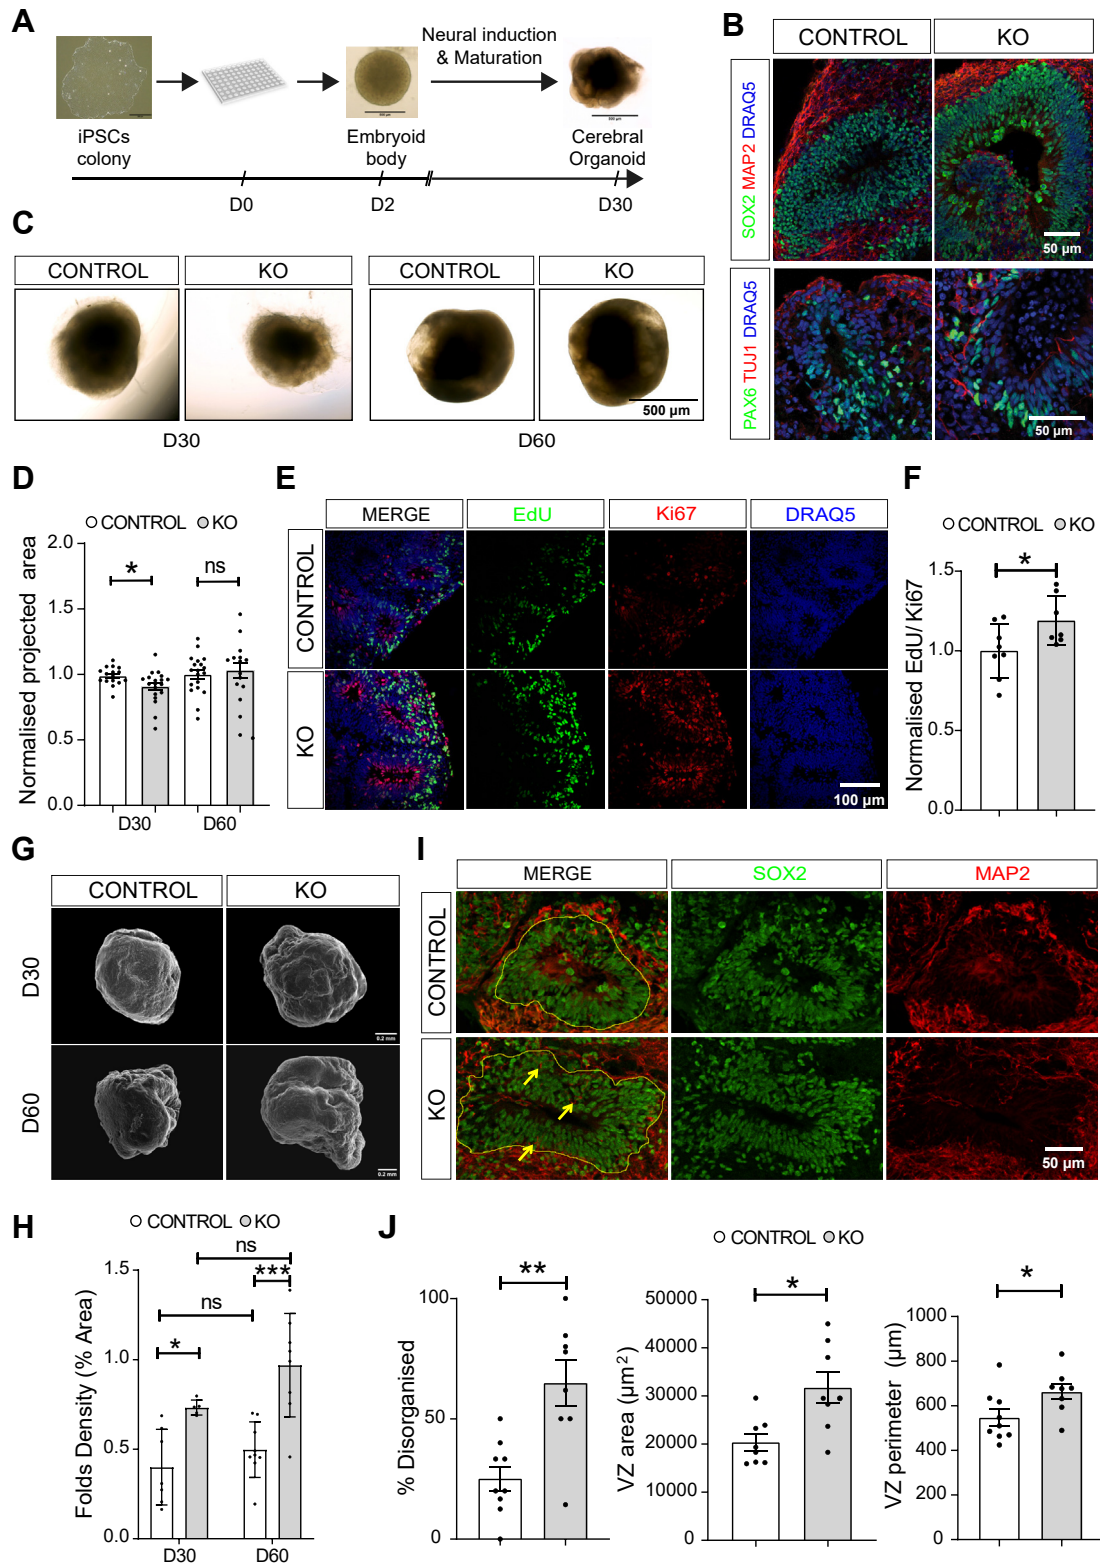 A
Neural induction
& Maturation
iPSCs
colony
Embryoid
body
Cerebral
Organoid
D0
D2
D30
B
CONTROL
KO
SOX2 MAP2 DRAQ5
50 µm
PAX6 TUJ1 DRAQ5
50 µm
C
CONTROL
KO
CONTROL
KO
500 µm
D30
D60
D
CONTROL
KO
Normalised projected area
2.0
1.5
1.0
0.5
0.0
*
ns
D30
D60
E
MERGE
EdU
Ki67
DRAQ5
CONTROL
KO
100 µm
F
CONTROL
KO
Normalised EdU/ Ki67
1.5
1.0
0.5
0.0
*
G
CONTROL
KO
D30
D60
0.2 mm
0.2 mm
I
MERGE
SOX2
MAP2
CONTROL
KO
50 µm
H
CONTROL
KO
Folds Density (% Area)
1.5
1.0
0.5
0.0
ns
***
ns
*
D30
D60
J
CONTROL
KO
% Disorganised
100
50
0
**
VZ area (µm²)
50000
40000
30000
20000
10000
0
*
VZ perimeter (µm)
1000
800
600
400
200
0
*